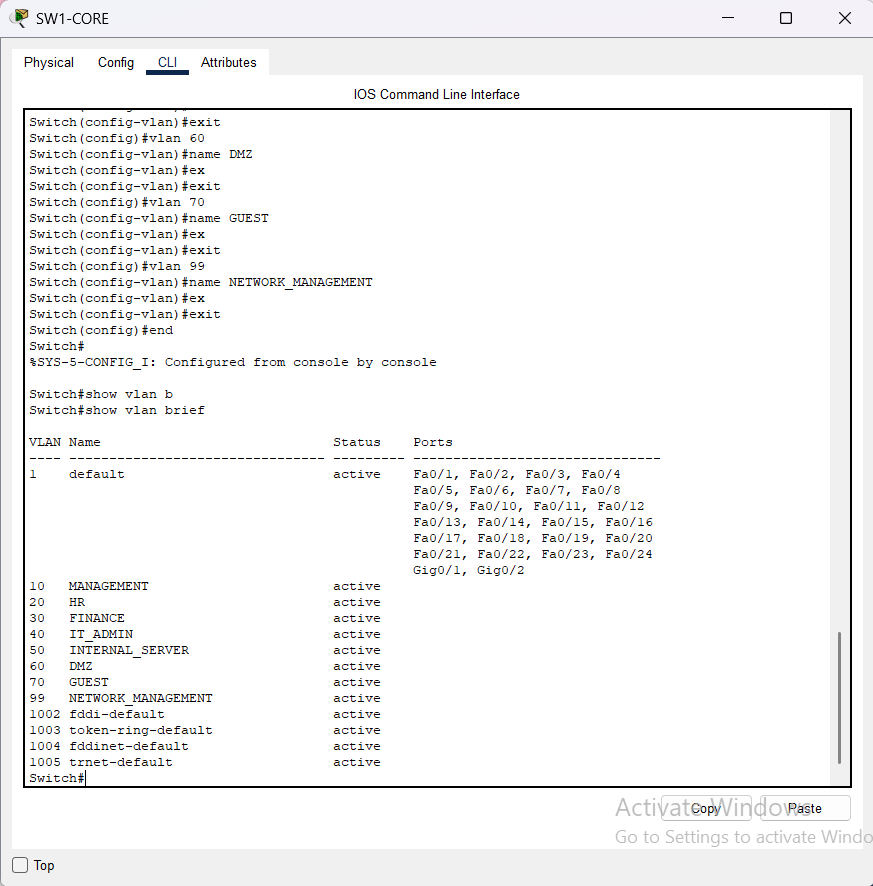 SW1-CORE
Physical Config CLI Attributes
IOS Command Line Interface
Switch(config-vlan)#exit
Switch(config)#vlan 60
Switch(config-vlan)#name DMZ
Switch(config-vlan)#ex
Switch(config-vlan)#exit
Switch(config)#vlan 70
Switch(config-vlan)#name GUEST
Switch(config-vlan)#ex
Switch(config-vlan)#exit
Switch(config)#vlan 99
Switch(config-vlan)#name NETWORK_MANAGEMENT
Switch(config-vlan)#ex
Switch(config-vlan)#exit
Switch(config)#end
Switch#
%SYS-5-CONFIG_I: Configured from console by console
Switch#show vlan b
Switch#show vlan brief
VLAN Name                             Status    Ports
---- -------------------------------- --------- -------------------------------
1    default                          active    Fa0/1, Fa0/2, Fa0/3, Fa0/4
                                                Fa0/5, Fa0/6, Fa0/7, Fa0/8
                                                Fa0/9, Fa0/10, Fa0/11, Fa0/12
                                                Fa0/13, Fa0/14, Fa0/15, Fa0/16
                                                Fa0/17, Fa0/18, Fa0/19, Fa0/20
                                                Fa0/21, Fa0/22, Fa0/23, Fa0/24
                                                Gig0/1, Gig0/2
10   MANAGEMENT                       active
20   HR                               active
30   FINANCE                          active
40   IT_ADMIN                         active
50   INTERNAL_SERVER                  active
60   DMZ                              active
70   GUEST                            active
99   NETWORK_MANAGEMENT               active
1002 fddi-default                     active
1003 token-ring-default               active
1004 fddinet-default                  active
1005 trnet-default                    active
Switch#
Copy Paste
Activate Windows
Go to Settings to activate Windo
Top